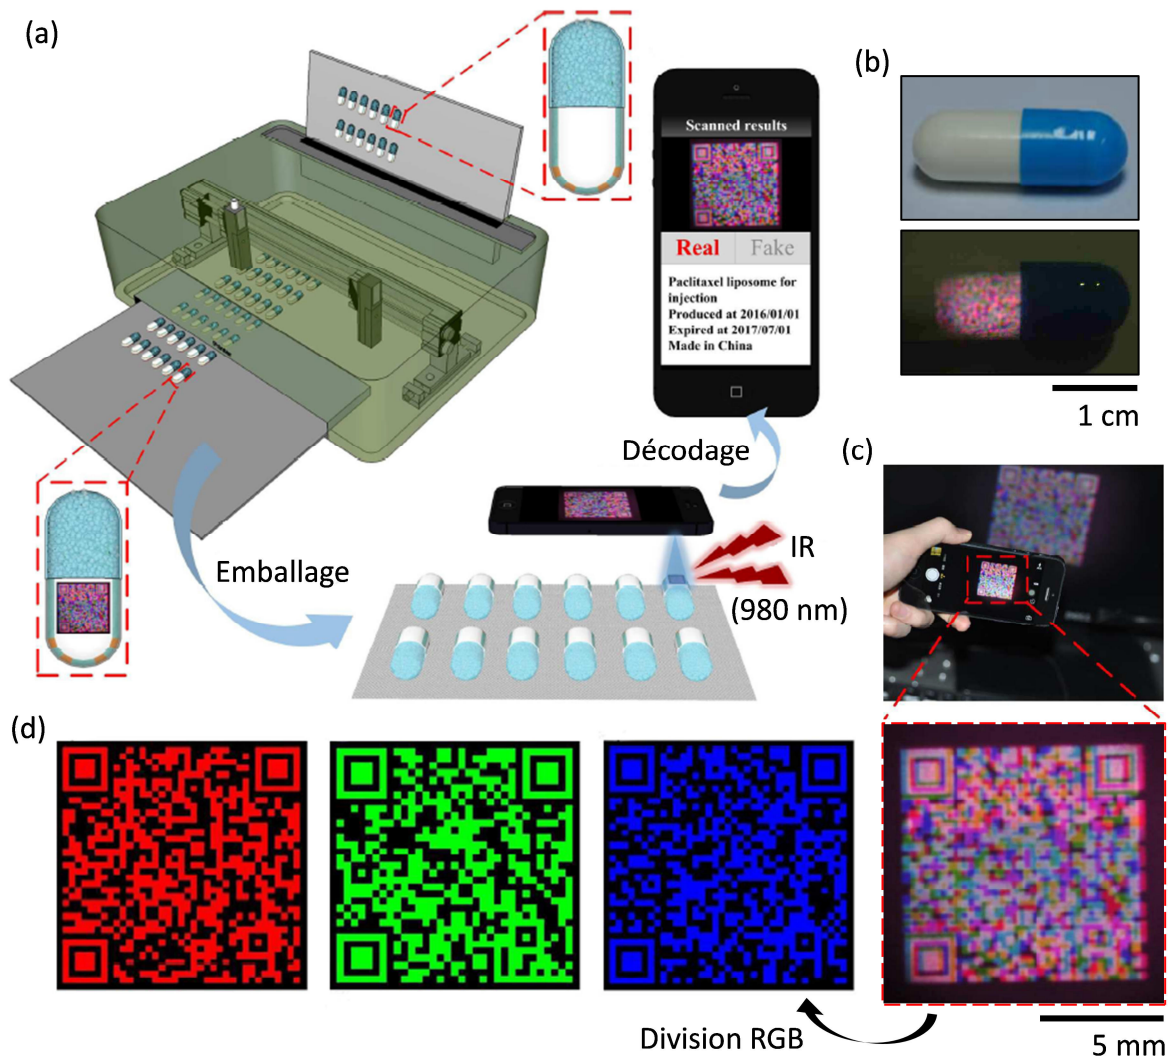 (a)
Scanned results
Real Fake
Paclitaxel liposome for
injection
Produced at 2016/01/01
Expired at 2017/07/01
Made in China
(b)
1 cm
Décodage
(c)
IR
(980 nm)
Emballage
(d)
Division RGB
5 mm